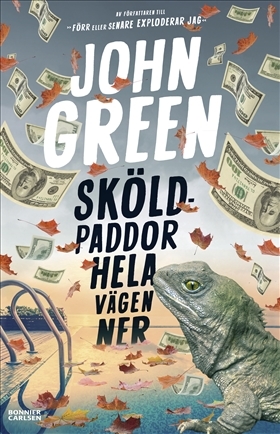 AV FÖRFATTAREN TILL
– FÖRR ELLER SENARE EXPLODERAR JAG –
JOHN
GREEN
SKÖLD-
PADDOR
HELA
VÄGEN
NER
BONNIER
CARLSEN